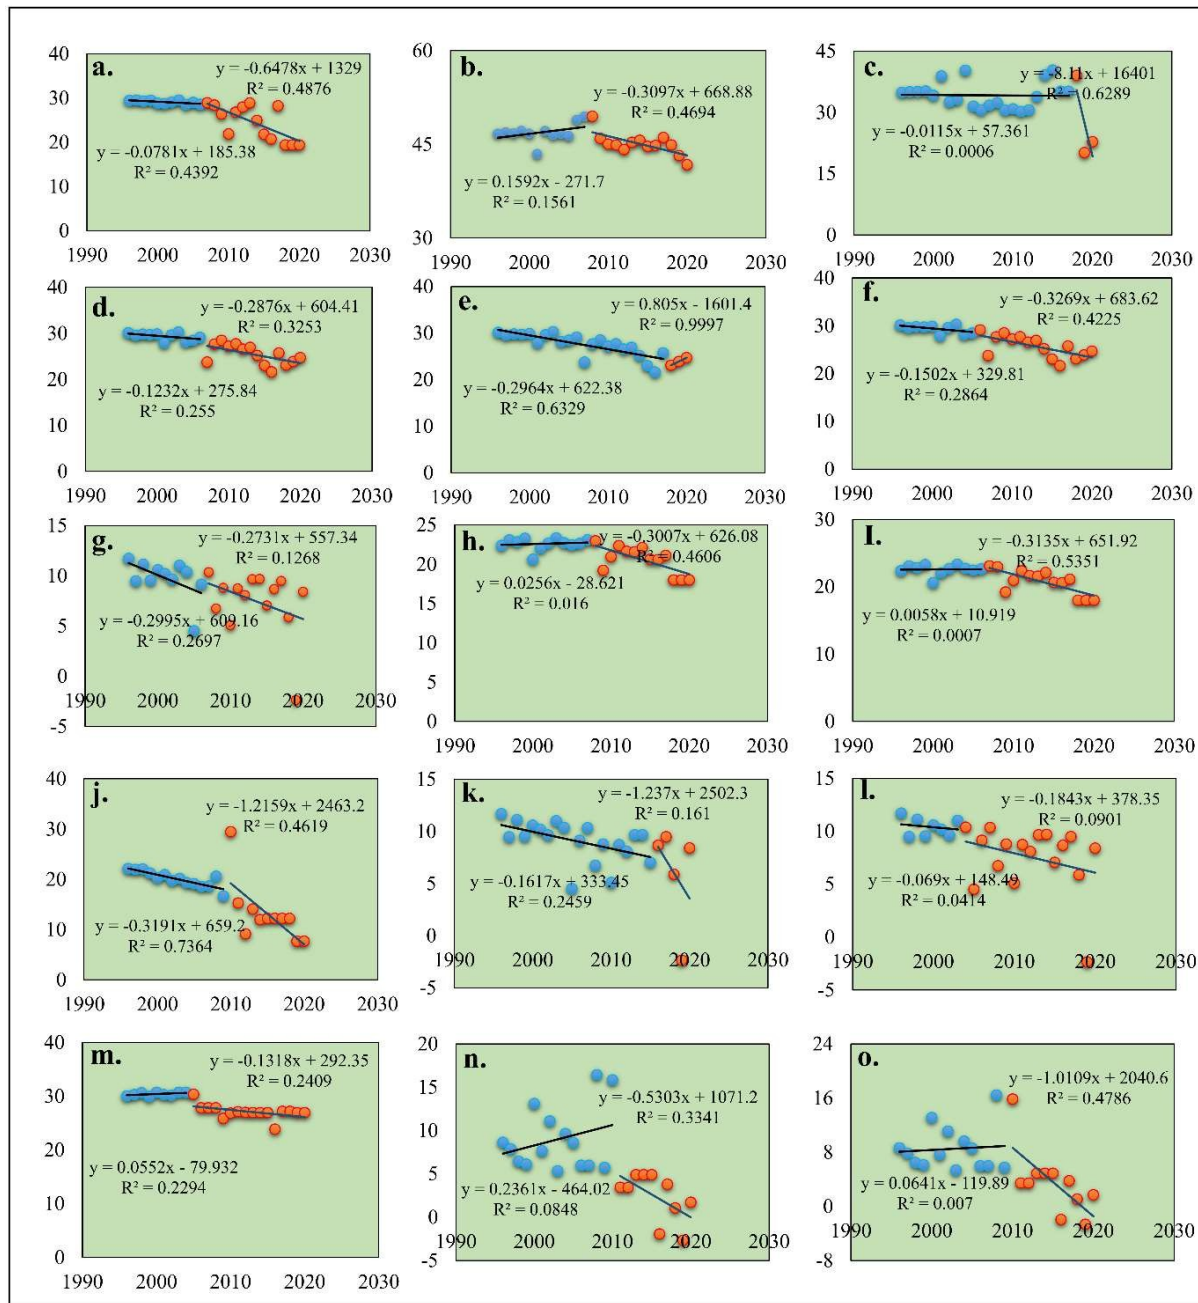 a.
40
30
20
10
0
1990 2000 2010 2020 2030
y = -0.6478x + 1329
R² = 0.4876
y = -0.0781x + 185.38
R² = 0.4392
b.
60
45
30
1990 2000 2010 2020 2030
y = -0.3097x + 668.88
R² = 0.4694
y = 0.1592x - 271.7
R² = 0.1561
c.
45
30
15
0
1990 2000 2010 2020 2030
y = -8.11x + 16401
R² = 0.6289
y = -0.0115x + 57.361
R² = 0.0006
d.
40
30
20
10
0
1990 2000 2010 2020 2030
y = -0.2876x + 604.41
R² = 0.3253
y = -0.1232x + 275.84
R² = 0.255
e.
40
30
20
10
0
1990 2000 2010 2020 2030
y = 0.805x - 1601.4
R² = 0.9997
y = -0.2964x + 622.38
R² = 0.6329
f.
40
30
20
10
0
1990 2000 2010 2020 2030
y = -0.3269x + 683.62
R² = 0.4225
y = -0.1502x + 329.81
R² = 0.2864
g.
15
10
5
0
-5
1990 2000 2010 2020 2030
y = -0.2731x + 557.34
R² = 0.1268
y = -0.2995x + 609.16
R² = 0.2697
h.
25
20
15
10
5
0
1990 2000 2010 2020 2030
y = -0.3007x + 626.08
R² = 0.4606
y = 0.0256x - 28.621
R² = 0.016
I.
30
20
10
0
1990 2000 2010 2020 2030
y = -0.3135x + 651.92
R² = 0.5351
y = 0.0058x + 10.919
R² = 0.0007
j.
40
30
20
10
0
1990 2000 2010 2020 2030
y = -1.2159x + 2463.2
R² = 0.4619
y = -0.3191x + 659.2
R² = 0.7364
k.
15
10
5
0
-5
1990 2000 2010 2020 2030
y = -1.237x + 2502.3
R² = 0.161
y = -0.1617x + 333.45
R² = 0.2459
l.
15
10
5
0
-5
1990 2000 2010 2020 2030
y = -0.1843x + 378.35
R² = 0.0901
y = -0.069x + 148.49
R² = 0.0414
m.
40
30
20
10
0
1990 2000 2010 2020 2030
y = -0.1318x + 292.35
R² = 0.2409
y = 0.0552x - 79.932
R² = 0.2294
n.
20
15
10
5
0
-5
1990 2000 2010 2020 2030
y = -0.5303x + 1071.2
R² = 0.3341
y = 0.2361x - 464.02
R² = 0.0848
o.
24
16
8
0
-8
1990 2000 2010 2020 2030
y = -1.0109x + 2040.6
R² = 0.4786
y = 0.0641x - 119.89
R² = 0.007